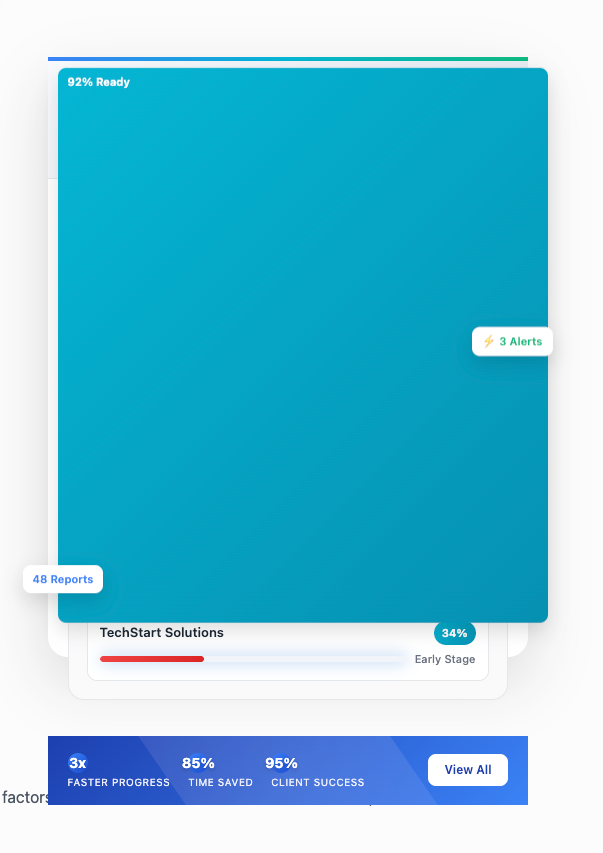 92% Ready
⚡ 3 Alerts
48 Reports
TechStart Solutions
34%
Early Stage
3x
85%
95%
FASTER PROGRESS
TIME SAVED
CLIENT SUCCESS
View All
factors